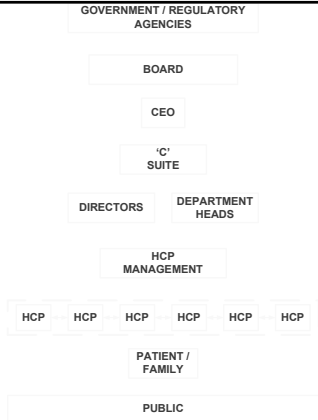 GOVERNMENT / REGULATORY
AGENCIES
BOARD
CEO
‘C’
SUITE
DIRECTORS
DEPARTMENT
HEADS
HCP
MANAGEMENT
HCP HCP HCP HCP HCP HCP
PATIENT /
FAMILY
PUBLIC